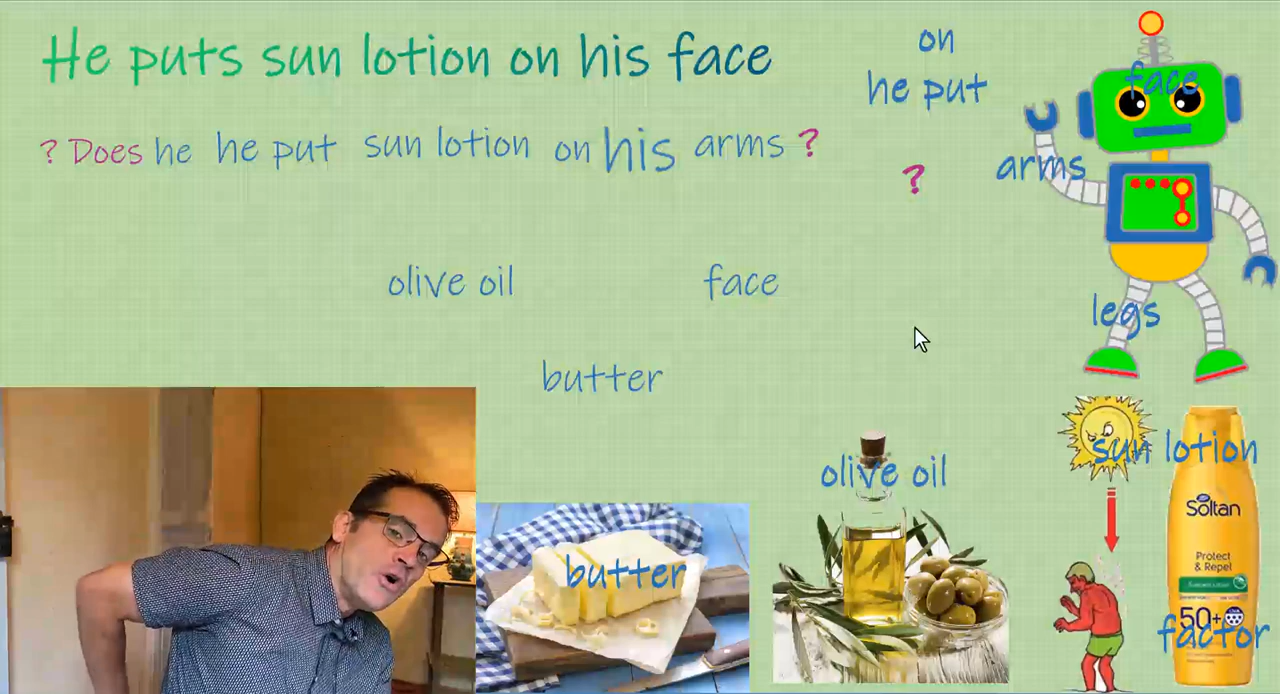 He puts sun lotion on his face
on
he put
face
? Does he he put sun lotion on his arms ?
?
arms
olive oil
face
legs
butter
sun lotion
olive oil
Soltan
Protect
& Repel
butter
50+
factor